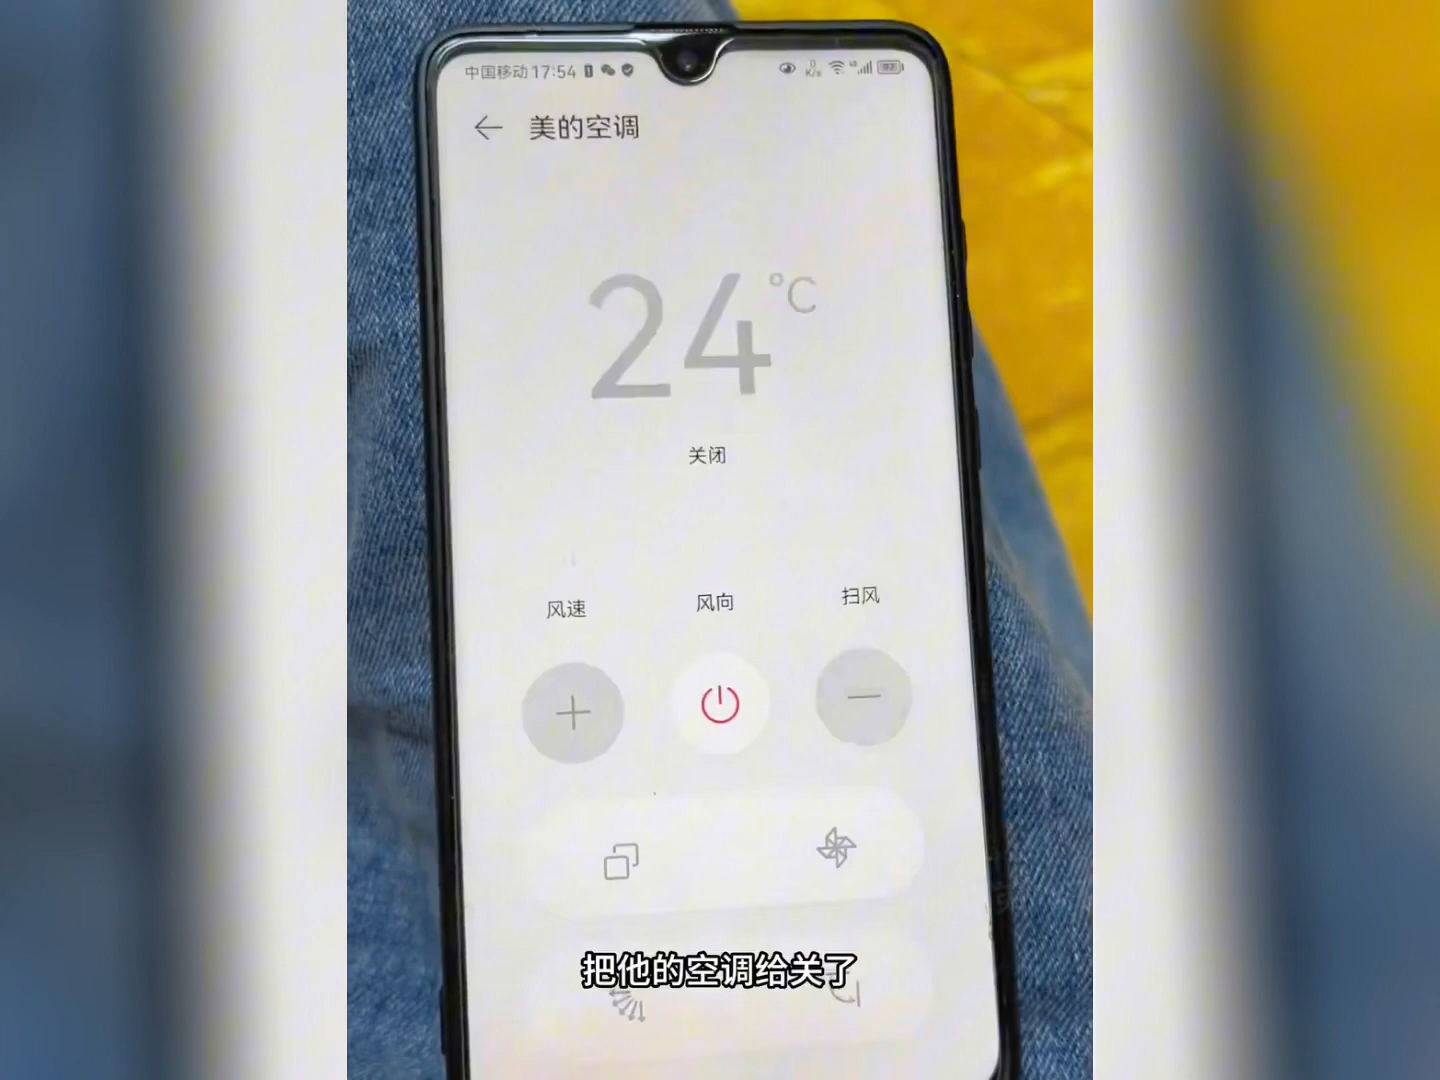 中国移动 17:54
0 K/s
美的空调
24°C
关闭
风速 风向 扫风
把他的空调给关了